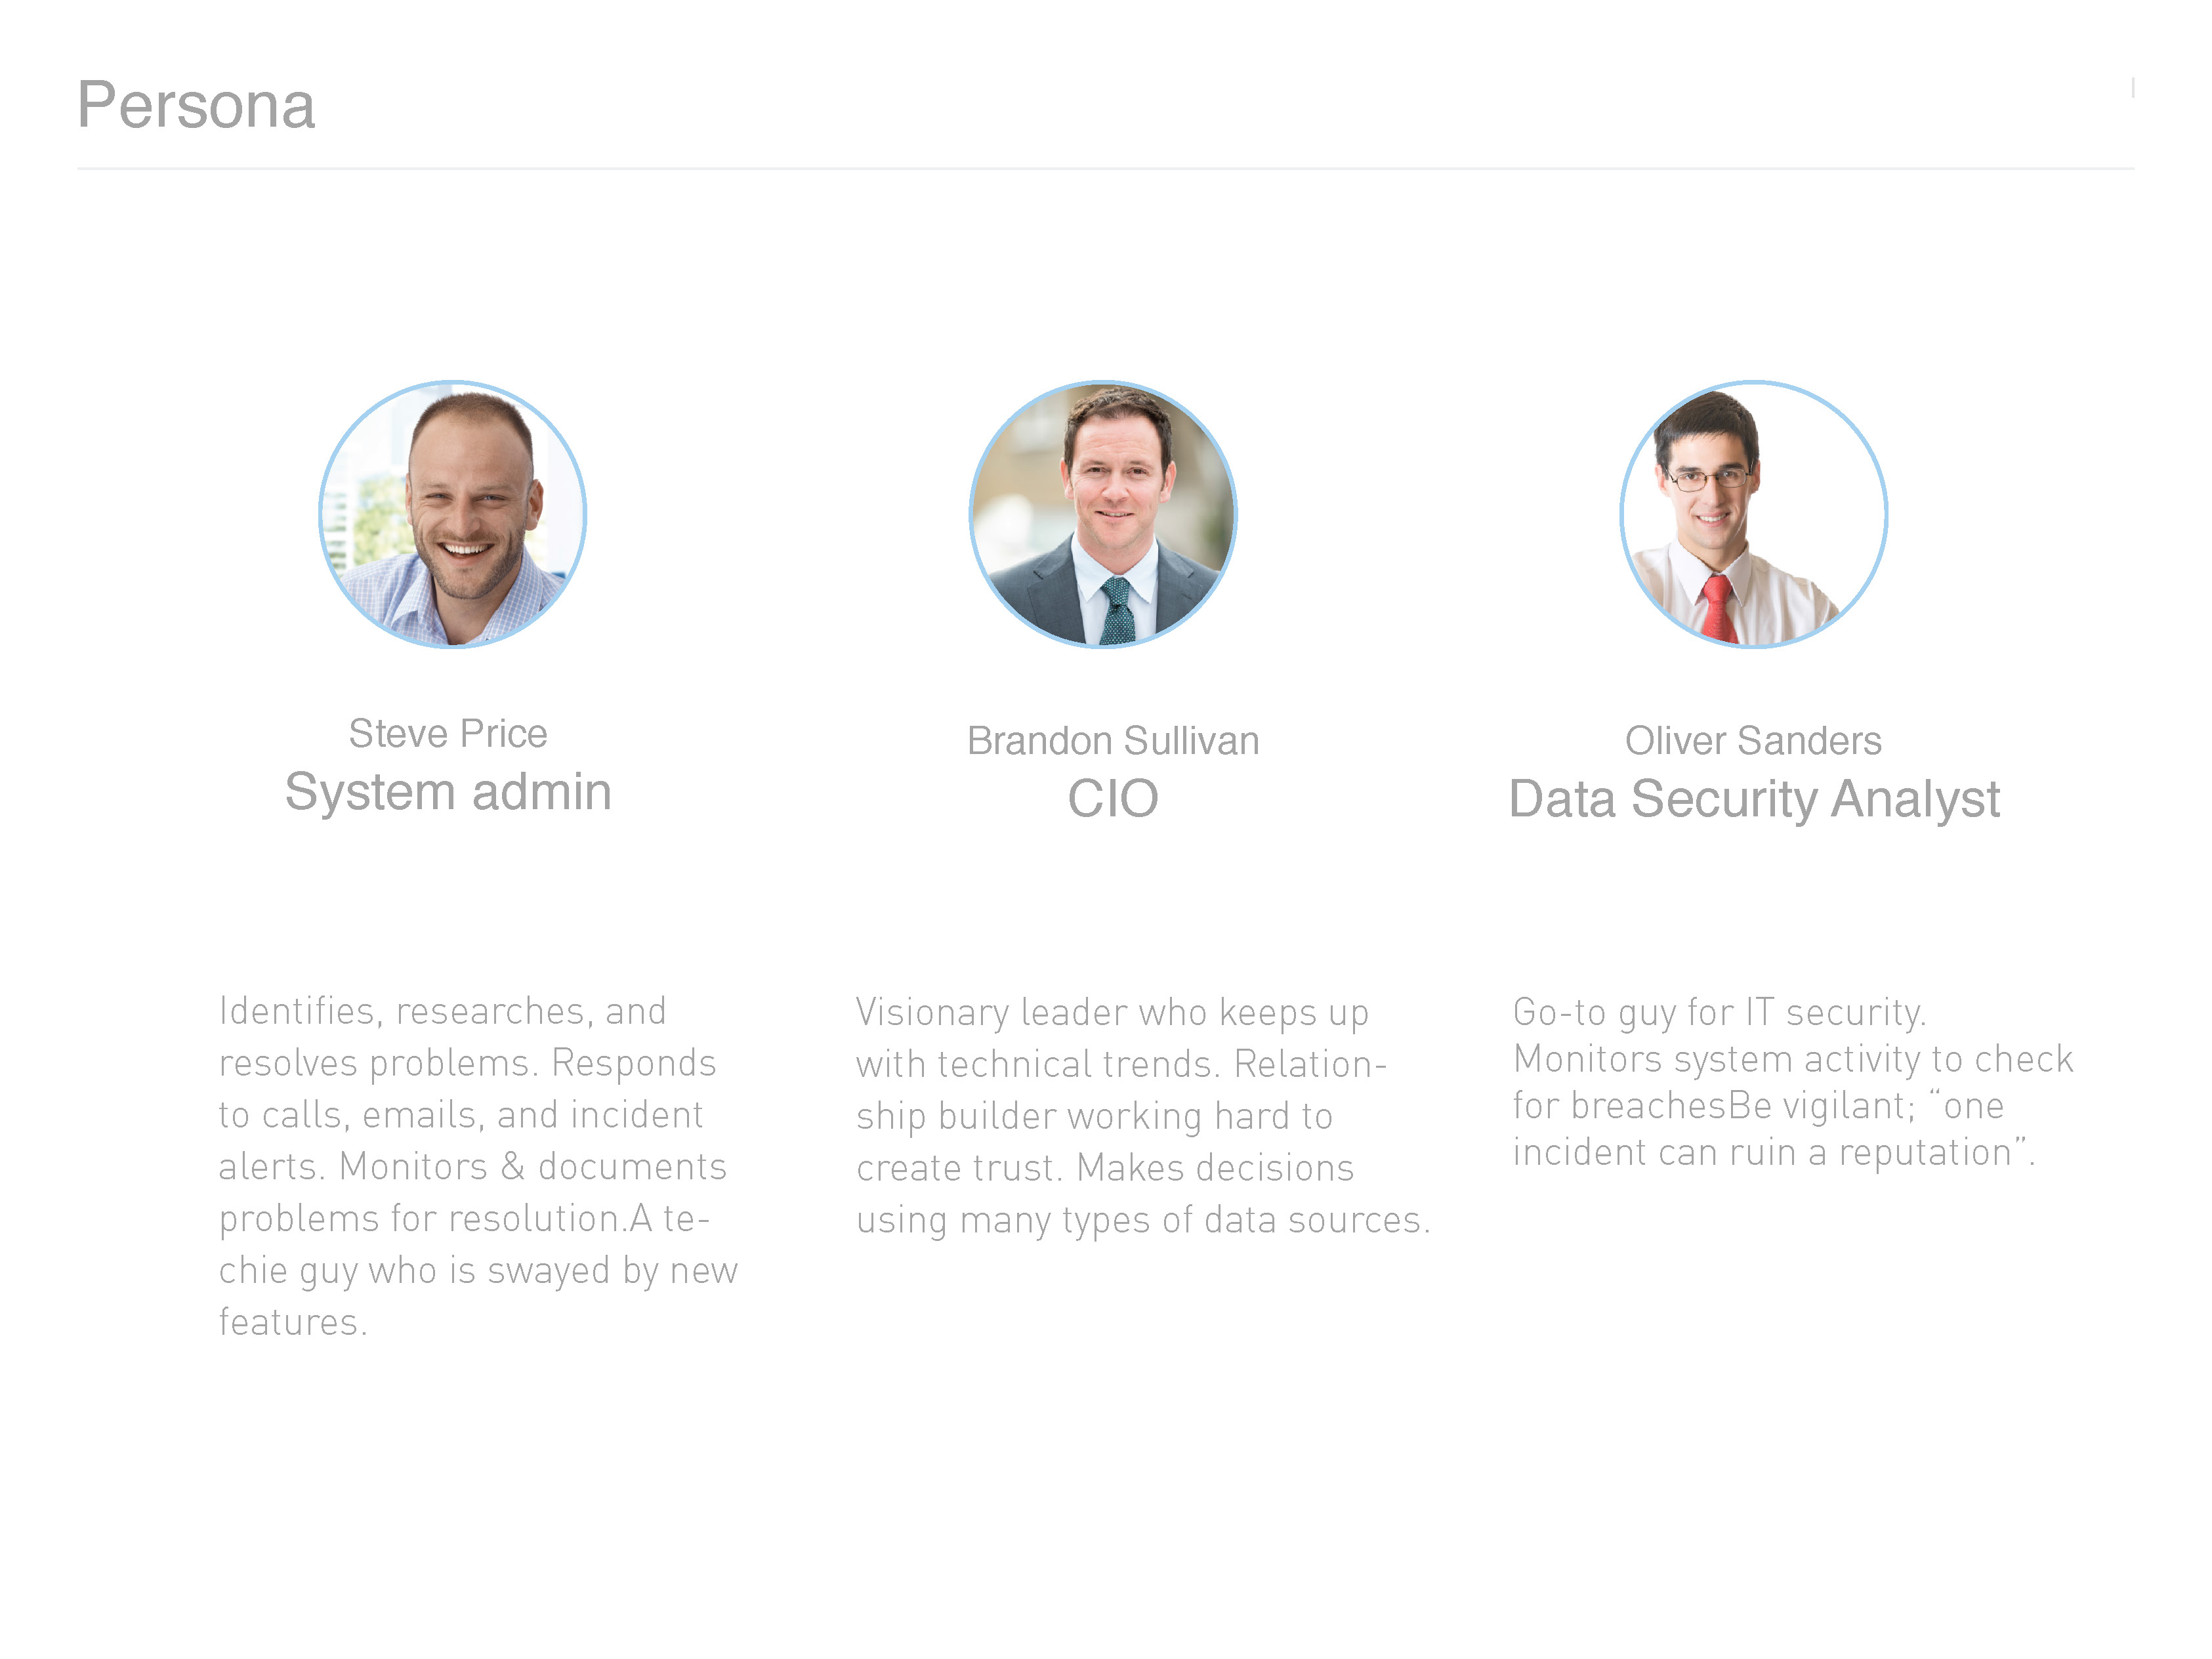 Persona
Steve Price
System admin
Identifies, researches, and
resolves problems. Responds
to calls, emails, and incident
alerts. Monitors & documents
problems for resolution.A te-
chie guy who is swayed by new
features.
Brandon Sullivan
CIO
Visionary leader who keeps up
with technical trends. Relation-
ship builder working hard to
create trust. Makes decisions
using many types of data sources.
Oliver Sanders
Data Security Analyst
Go-to guy for IT security.
Monitors system activity to check
for breachesBe vigilant; “one
incident can ruin a reputation”.